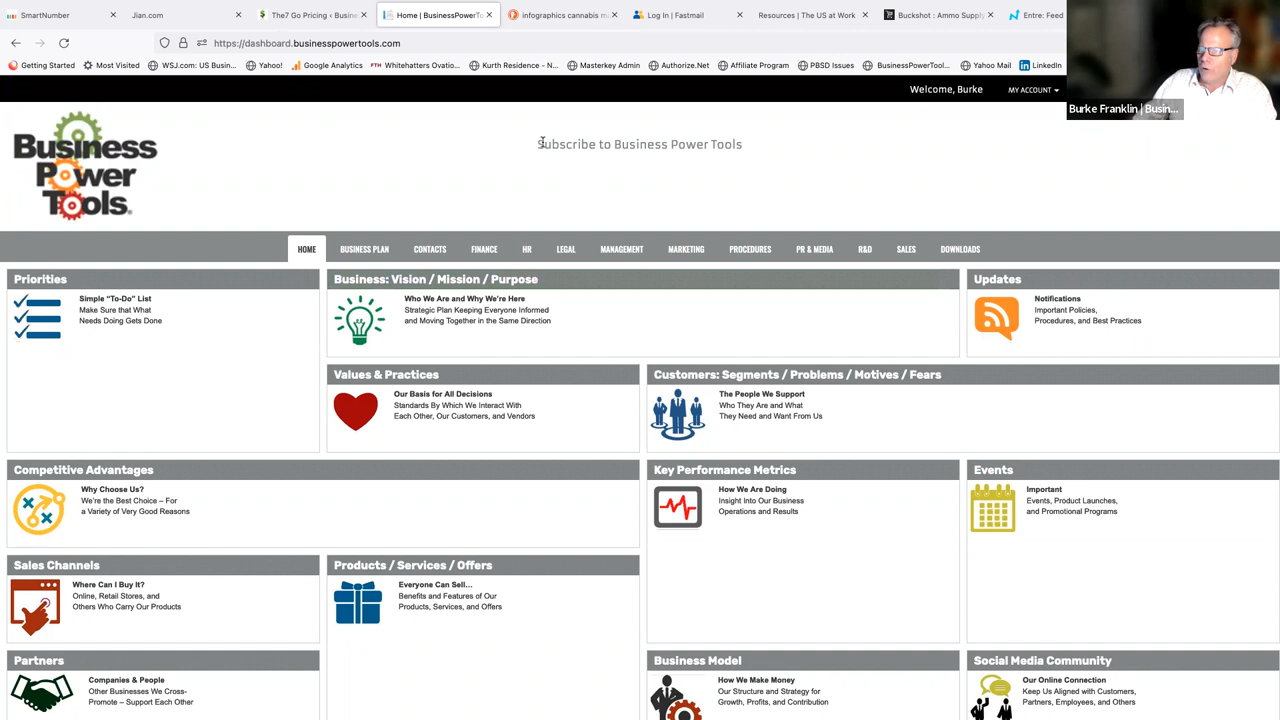 SmartNumber
Jian.com
The7 Go Pricing ‹ Busine
Home | BusinessPowerTo
infographics cannabis ma
Log In | Fastmail
Resources | The US at Work
Buckshot : Ammo Supply
Entre: Feed
https://dashboard.businesspowertools.com
Getting Started
Most Visited
WSJ.com: US Busin...
Yahoo!
Google Analytics
FTN Whitehatters Ovatio...
Kurth Residence - N...
Masterkey Admin
Authorize.Net
Affiliate Program
PBSD Issues
BusinessPowerTool...
Yahoo Mail
LinkedIn
Burke Franklin | Busin...
Welcome, Burke
MY ACCOUNT
Business
Power
Tools®
Subscribe to Business Power Tools
HOME
BUSINESS PLAN
CONTACTS
FINANCE
HR
LEGAL
MANAGEMENT
MARKETING
PROCEDURES
PR & MEDIA
R&D
SALES
DOWNLOADS
Priorities
Simple “To-Do” List
Make Sure that What
Needs Doing Gets Done
Business: Vision / Mission / Purpose
Who We Are and Why We're Here
Strategic Plan Keeping Everyone Informed
and Moving Together in the Same Direction
Updates
Notifications
Important Policies,
Procedures, and Best Practices
Values & Practices
Our Basis for All Decisions
Standards By Which We Interact With
Each Other, Our Customers, and Vendors
Customers: Segments / Problems / Motives / Fears
The People We Support
Who They Are and What
They Need and Want From Us
Competitive Advantages
Why Choose Us?
We're the Best Choice – For
a Variety of Very Good Reasons
Key Performance Metrics
How We Are Doing
Insight Into Our Business
Operations and Results
Events
Important
Events, Product Launches,
and Promotional Programs
Sales Channels
Where Can I Buy It?
Online, Retail Stores, and
Others Who Carry Our Products
Products / Services / Offers
Everyone Can Sell...
Benefits and Features of Our
Products, Services, and Offers
Partners
Companies & People
Other Businesses We Cross-
Promote – Support Each Other
Business Model
How We Make Money
Our Structure and Strategy for
Growth, Profits, and Contribution
Social Media Community
Our Online Connection
Keep Us Aligned with Customers,
Partners, Employees, and Others